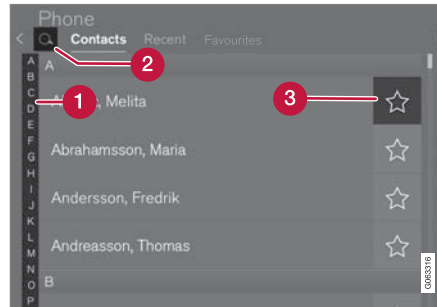 Phone
Contacts Recent Favourites
2
A
B
C
D
E
F
G
H
I
J
K
L
M
N
O
P
1
A
, Melita
3
Abrahamsson, Maria
Andersson, Fredrik
Andreasson, Thomas
B
G063316